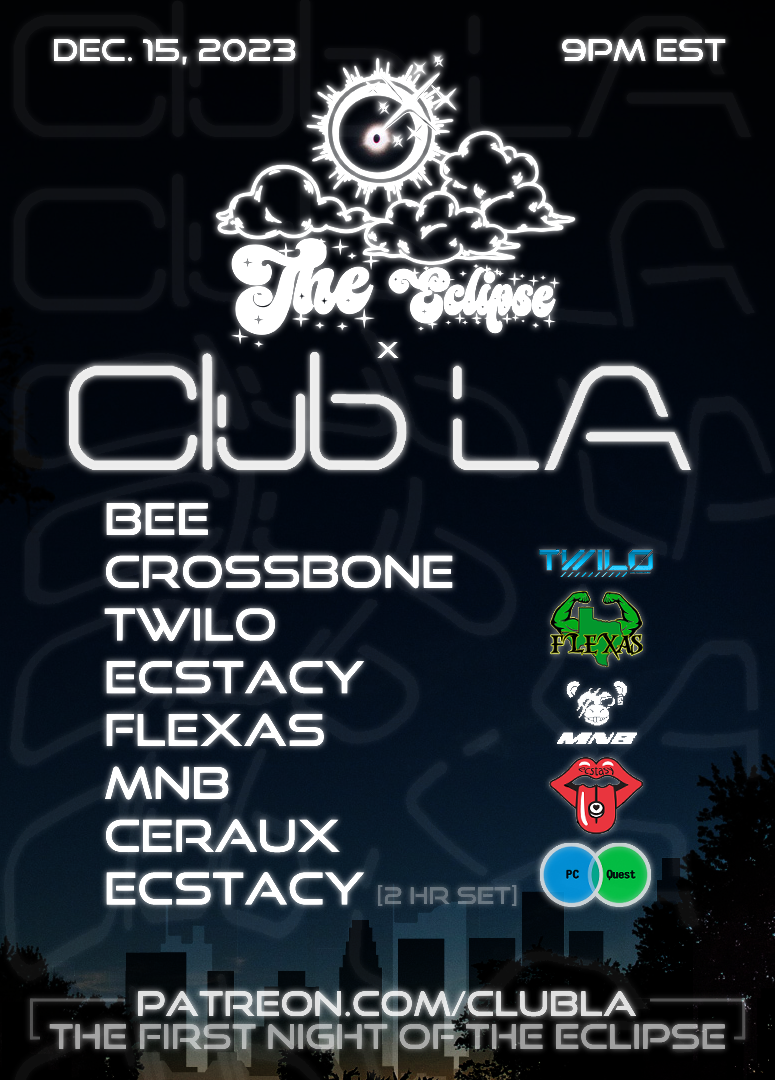 DEC. 15, 2023
9PM EST
The Eclipse
x
Club LA
BEE
CROSSBONE
TWILO
ECSTACY
FLEXAS
MNB
CERAUX
ECSTACY [2 HR SET]
TWILO
FLEXAS
MNB
PC Quest
PATREON.COM/CLUBLA
THE FIRST NIGHT OF THE ECLIPSE